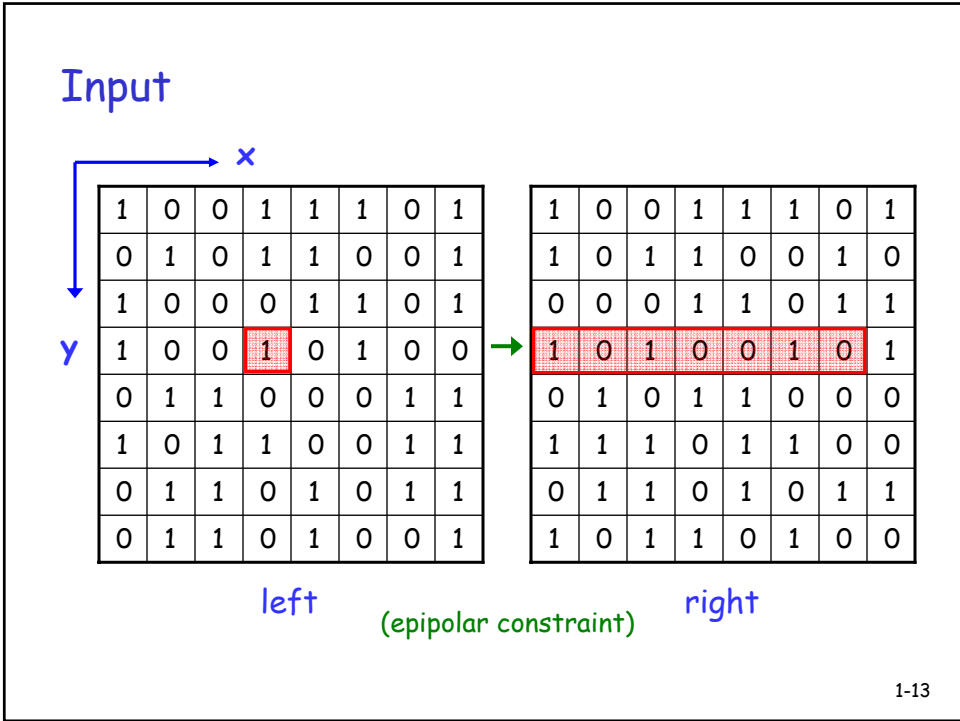 Input
x
y
1 0 0 1 1 1 0 1
0 1 0 1 1 0 0 1
1 0 0 0 1 1 0 1
1 0 0 1 0 1 0 0
0 1 1 0 0 0 1 1
1 0 1 1 0 0 1 1
0 1 1 0 1 0 1 1
0 1 1 0 1 0 0 1
left
1 0 0 1 1 1 0 1
1 0 1 1 0 0 1 0
0 0 0 1 1 0 1 1
1 0 1 0 0 1 0 1
0 1 0 1 1 0 0 0
1 1 1 0 1 1 0 0
0 1 1 0 1 0 1 1
1 0 1 1 0 1 0 0
right
(epipolar constraint)
1-13